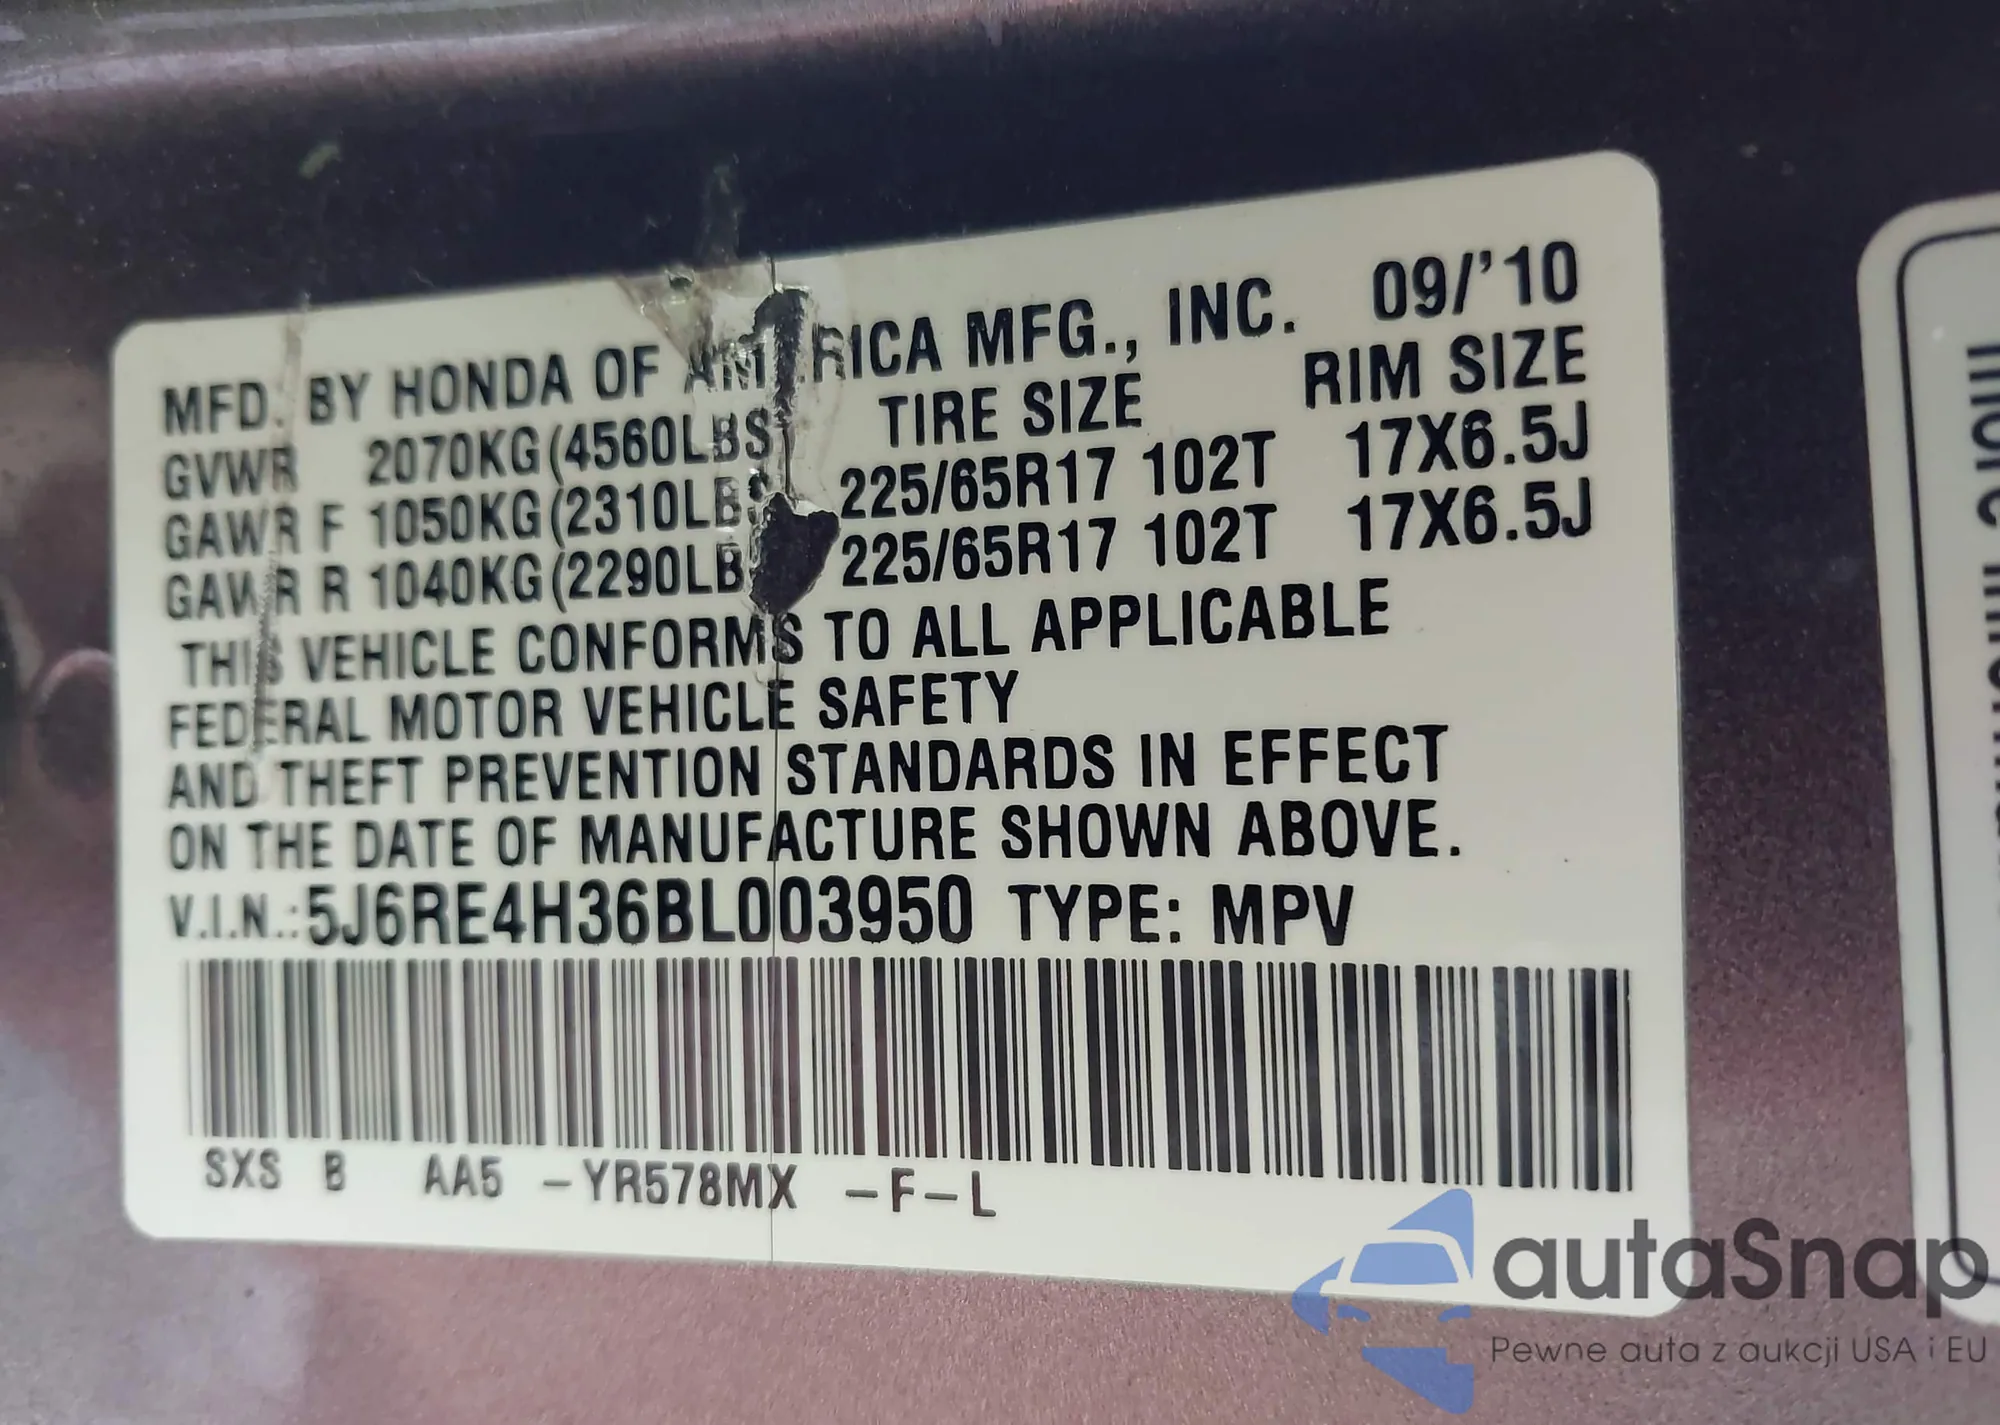 MFD. BY HONDA OF AMERICA MFG., INC. 09/'10
GVWR 2070KG(4560LBS) TIRE SIZE RIM SIZE
GAWR F 1050KG(2310LBS 225/65R17 102T 17X6.5J
GAWR R 1040KG(2290LB 225/65R17 102T 17X6.5J
THIS VEHICLE CONFORMS TO ALL APPLICABLE
FEDERAL MOTOR VEHICLE SAFETY
AND THEFT PREVENTION STANDARDS IN EFFECT
ON THE DATE OF MANUFACTURE SHOWN ABOVE.
V.I.N.:5J6RE4H36BL003950 TYPE: MPV
SXS B AA5 -YR578MX -F-L
autaSnap
Pewne auta z aukcji USA i EU